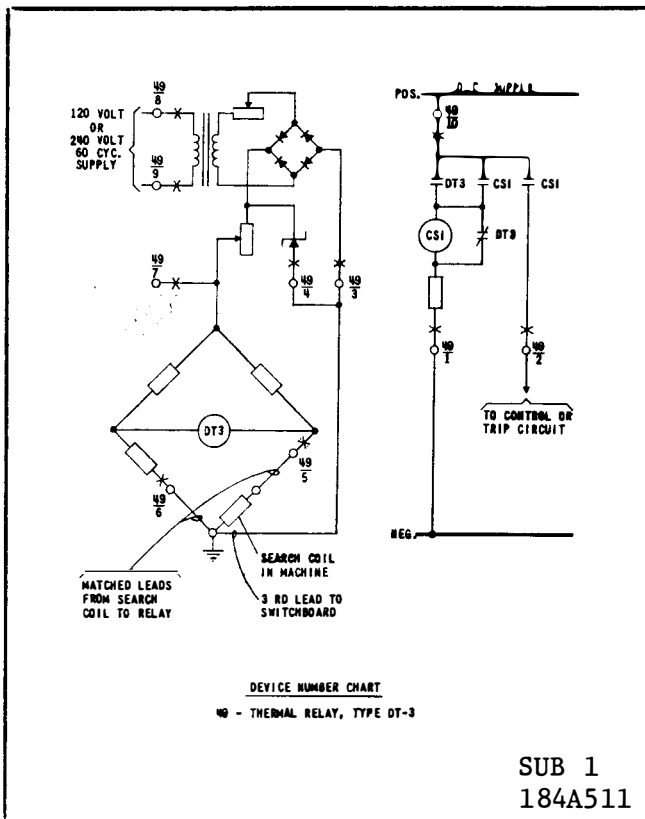 49
8
120 VOLT
OR
240 VOLT
60 CYC.
SUPPLY
49
9
49
7
49
4
49
3
DT3
49
5
49
6
SEARCH COIL
IN MACHINE
MATCHED LEADS
FROM SEARCH
COIL TO RELAY
3 RD LEAD TO
SWITCHBOARD
D-C SUPPLY
POS.
49
10
DT3
CS1
CS1
CS1
DT3
49
1
49
2
TO CONTROL OR
TRIP CIRCUIT
NEG.
DEVICE NUMBER CHART
49 - THERMAL RELAY, TYPE DT-3
SUB 1
184A511